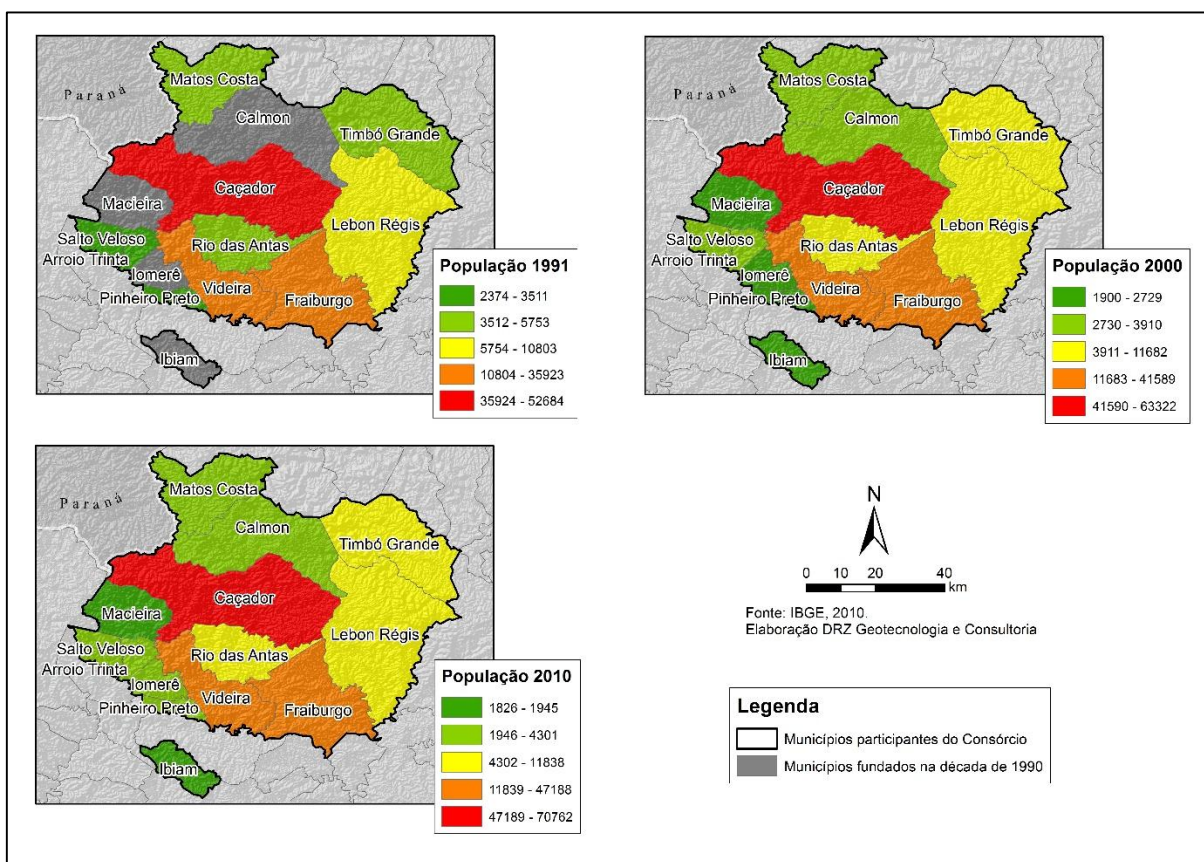 Matos Costa
Paraná
Calmon
Timbó Grande
Caçador
Macieira
Lebon Régis
Salto Veloso
Rio das Antas
Arroio Trinta
Iomerê
Videira
Fraiburgo
Pinheiro Preto
Ibiam
População 1991
2374 - 3511
3512 - 5753
5754 - 10803
10804 - 35923
35924 - 52684
Matos Costa
Paraná
Calmon
Timbó Grande
Caçador
Macieira
Lebon Régis
Salto Veloso
Rio das Antas
Arroio Trinta
Iomerê
Videira
Fraiburgo
Pinheiro Preto
Ibiam
População 2000
1900 - 2729
2730 - 3910
3911 - 11682
11683 - 41589
41590 - 63322
Matos Costa
Paraná
Calmon
Timbó Grande
Caçador
Macieira
Lebon Régis
Salto Veloso
Rio das Antas
Arroio Trinta
Iomerê
Videira
Fraiburgo
Pinheiro Preto
Ibiam
População 2010
1826 - 1945
1946 - 4301
4302 - 11838
11839 - 47188
47189 - 70762
N
0 10 20 40
km
Fonte: IBGE, 2010.
Elaboração DRZ Geotecnologia e Consultoria
Legenda
Municípios participantes do Consórcio
Municípios fundados na década de 1990